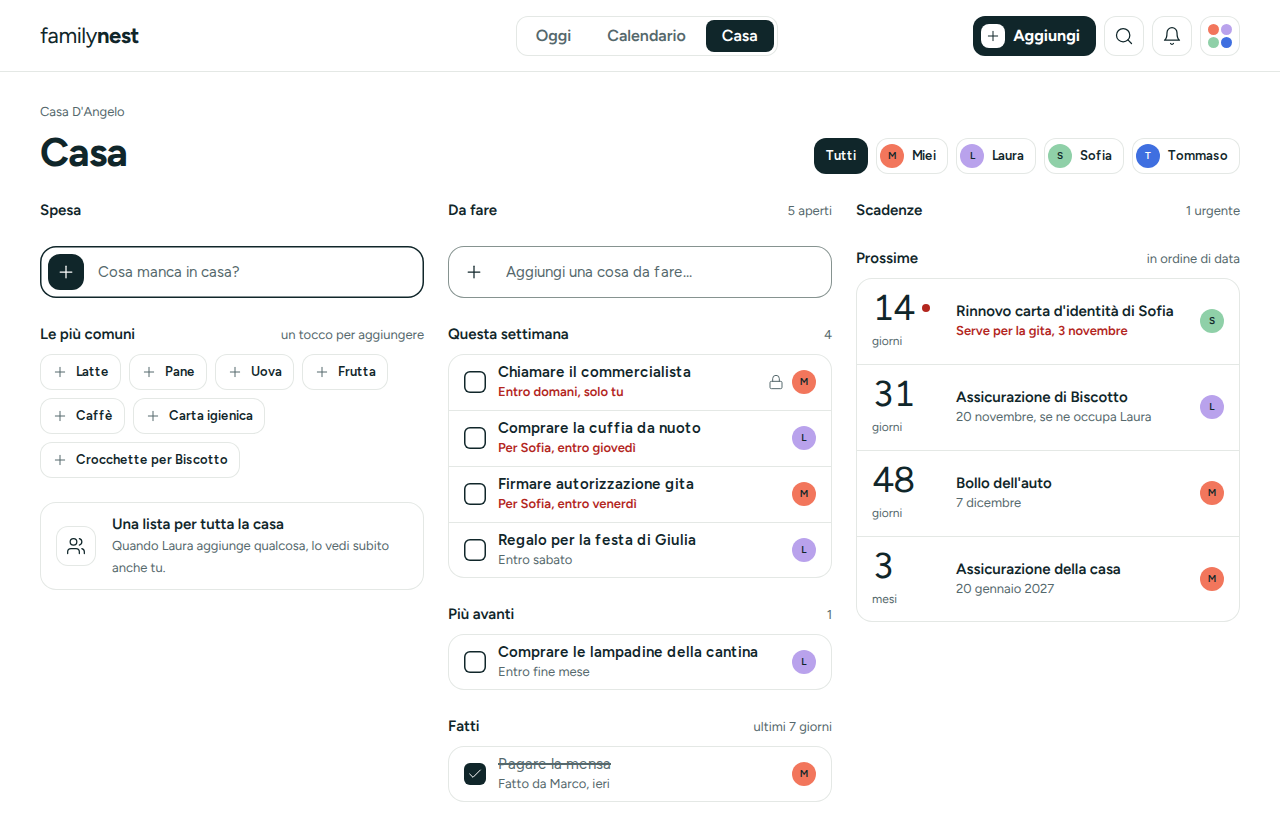 familynest
Oggi
Calendario
Casa
Aggiungi
Casa D'Angelo
Casa
Tutti
M Miei
L Laura
S Sofia
T Tommaso
Spesa
Cosa manca in casa?
Le più comuni
un tocco per aggiungere
Latte
Pane
Uova
Frutta
Caffè
Carta igienica
Crocchette per Biscotto
Una lista per tutta la casa
Quando Laura aggiunge qualcosa, lo vedi subito
anche tu.
Da fare
5 aperti
Aggiungi una cosa da fare...
Questa settimana
4
Chiamare il commercialista
Entro domani, solo tu
M
Comprare la cuffia da nuoto
Per Sofia, entro giovedì
L
Firmare autorizzazione gita
Per Sofia, entro venerdì
M
Regalo per la festa di Giulia
Entro sabato
L
Più avanti
1
Comprare le lampadine della cantina
Entro fine mese
L
Fatti
ultimi 7 giorni
Pagare la mensa
Fatto da Marco, ieri
M
Scadenze
1 urgente
Prossime
in ordine di data
14
giorni
Rinnovo carta d'identità di Sofia
Serve per la gita, 3 novembre
S
31
giorni
Assicurazione di Biscotto
20 novembre, se ne occupa Laura
L
48
giorni
Bollo dell'auto
7 dicembre
M
3
mesi
Assicurazione della casa
20 gennaio 2027
M